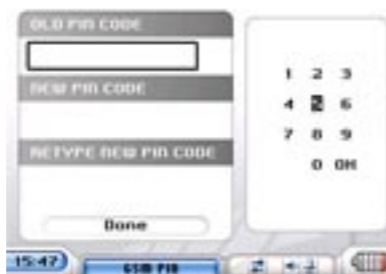 OLD PIN CODE
NEW PIN CODE
RETYPE NEW PIN CODE
Done
1 2 3
4 6
7 8 9
0 OK
15:47
GSM PIN